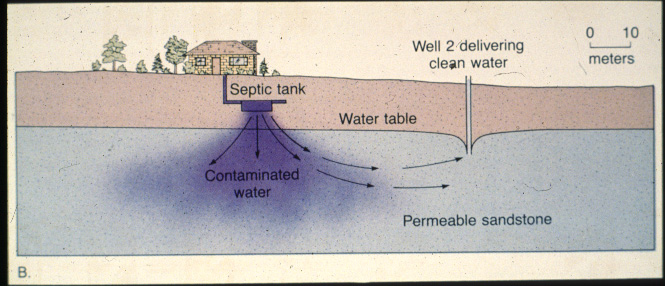 Well 2 delivering
clean water
0 10
meters
Septic tank
Water table
Contaminated
water
Permeable sandstone
B.